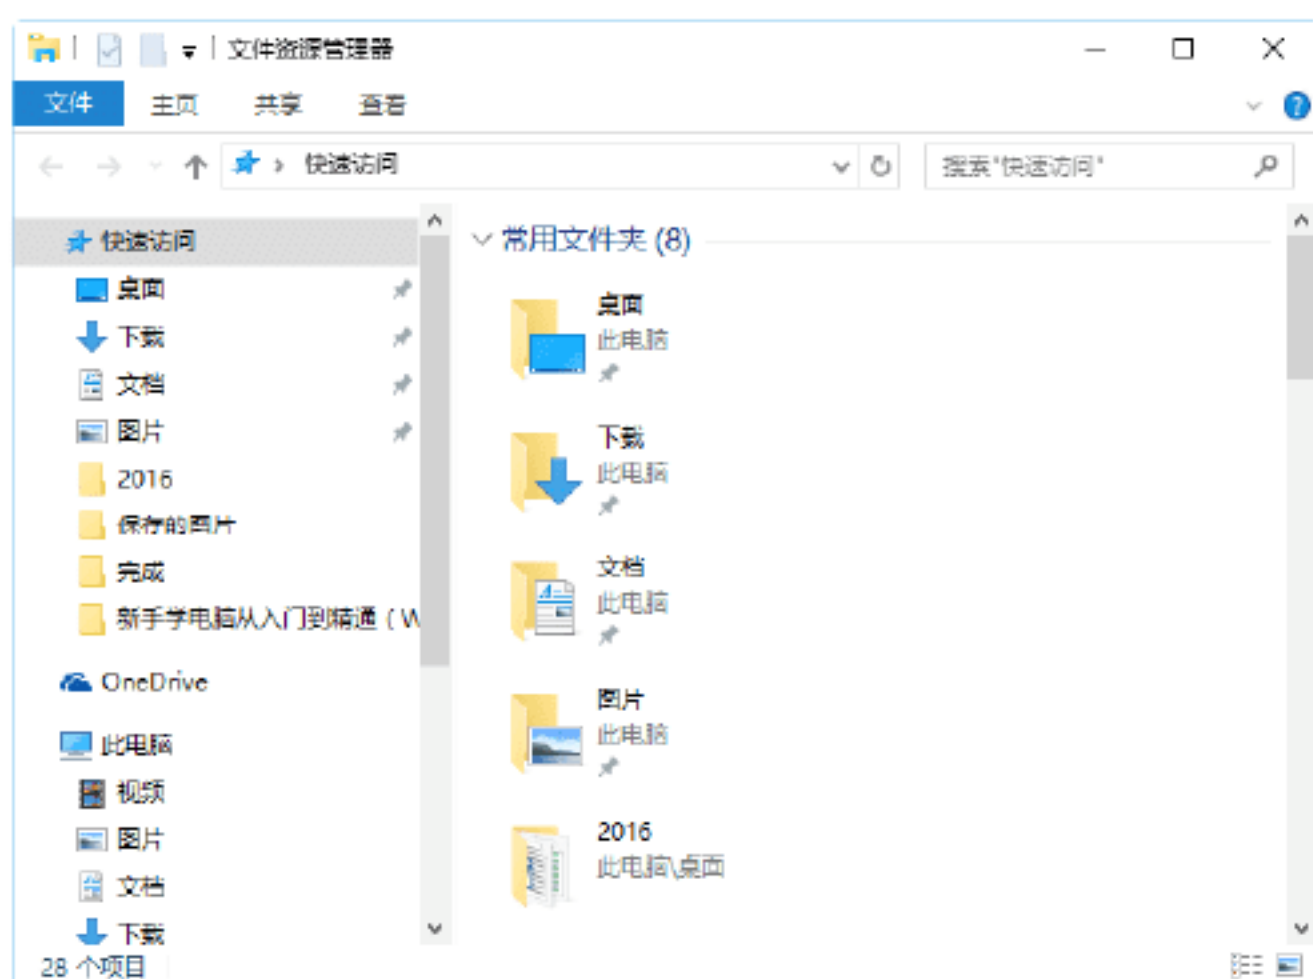 文件资源管理器
文件 主页 共享 查看
快速访问 搜索"快速访问"
快速访问
桌面
下载
文档
图片
2016
保存的图片
完成
新手学电脑从入门到精通（W
OneDrive
此电脑
视频
图片
文档
下载
常用文件夹 (8)
桌面
此电脑
下载
此电脑
文档
此电脑
图片
此电脑
2016
此电脑\桌面
28 个项目